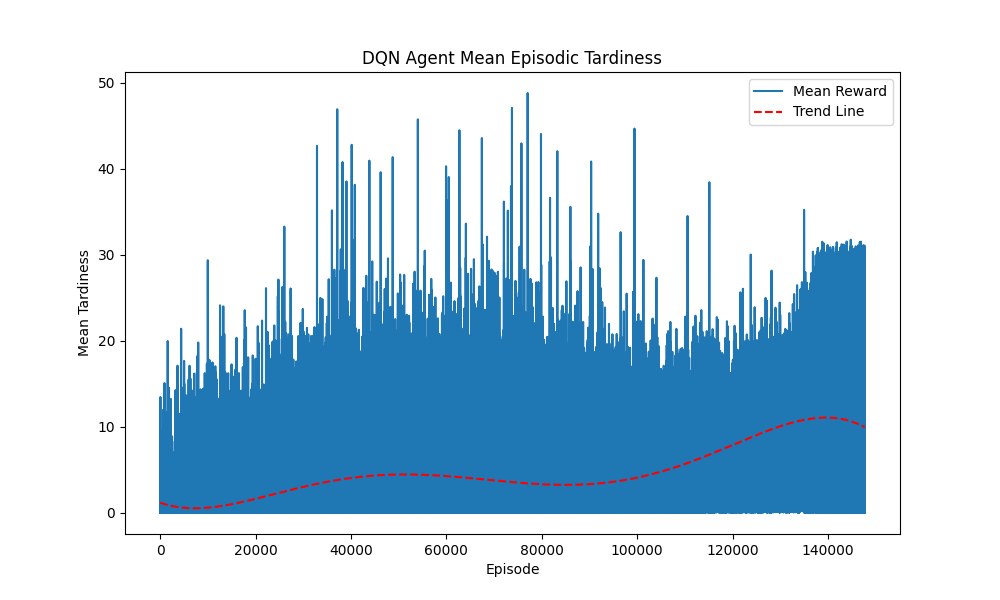 DQN Agent Mean Episodic Tardiness
Mean Reward
Trend Line
50
40
30
20
10
0
Mean Tardiness
0 20000 40000 60000 80000 100000 120000 140000
Episode